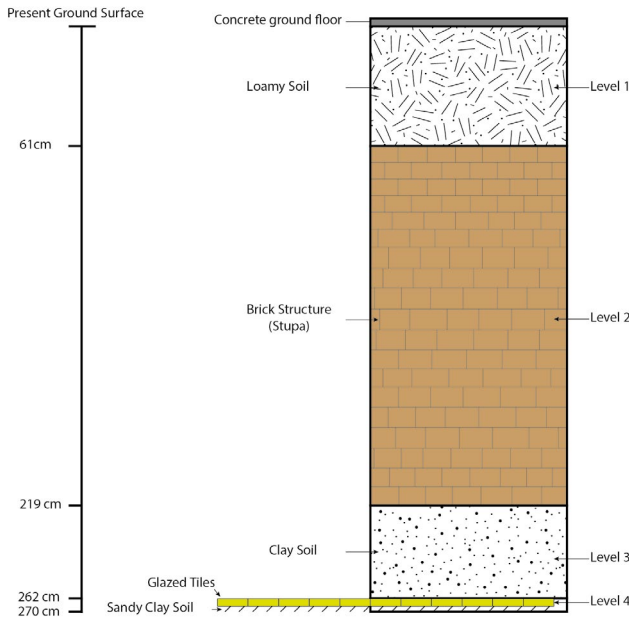 Present Ground Surface
Concrete ground floor
Loamy Soil
Level 1
61cm
Brick Structure
(Stupa)
Level 2
219 cm
Clay Soil
Level 3
Glazed Tiles
262 cm
Level 4
270 cm
Sandy Clay Soil